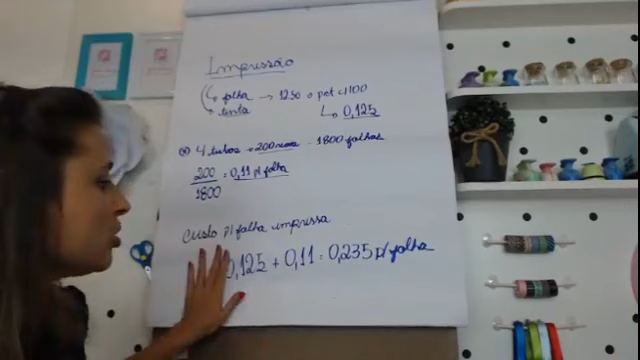 Impressão
↳ folha → 12,50 o pct c/100
↳ tinta ↳ 0,125
4 tubos → 200 reais - 1800 folhas
200/1800 = 0,11 p/ folha
Custo p/ folha impressa
0,125 + 0,11 = 0,235 p/ folha